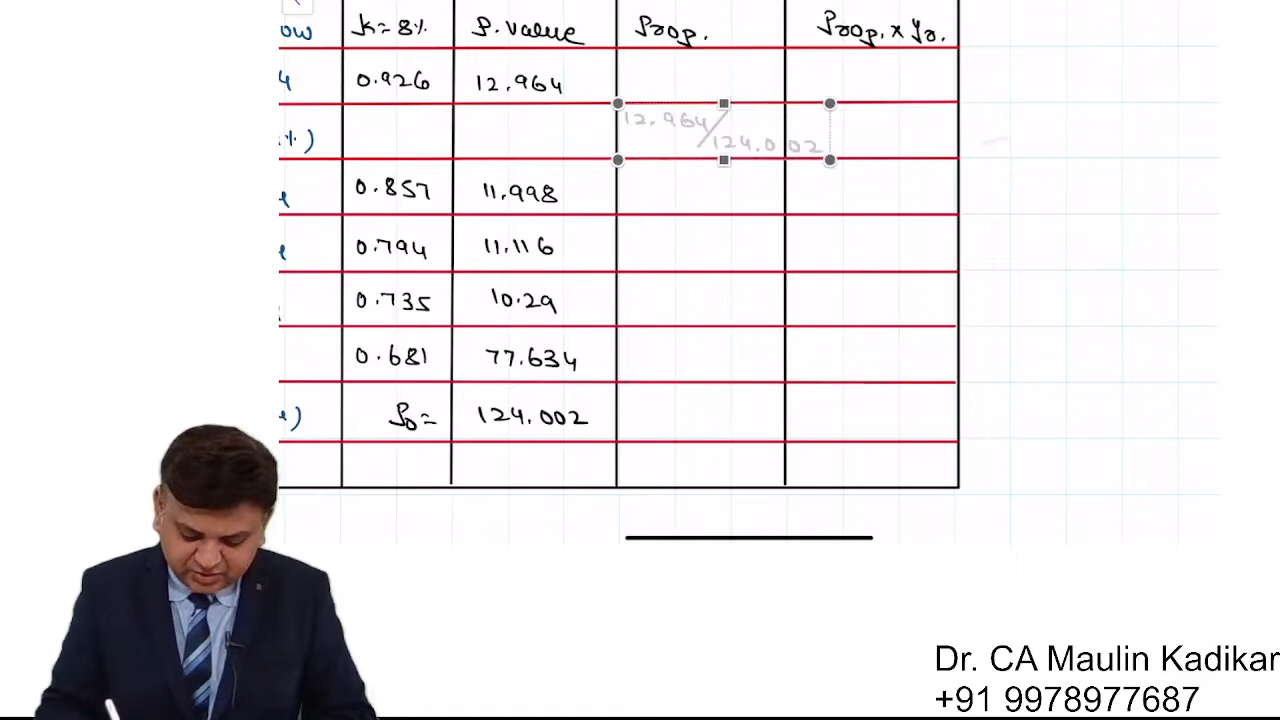 ow K=8% P.value Prop. Prop. x Yr.
4 0.926 12.964
12.964/124.002
%)
0.857 11.998
0.794 11.116
0.735 10.29
0.681 77.634
) P0= 124.002
Dr. CA Maulin Kadikar
+91 9978977687